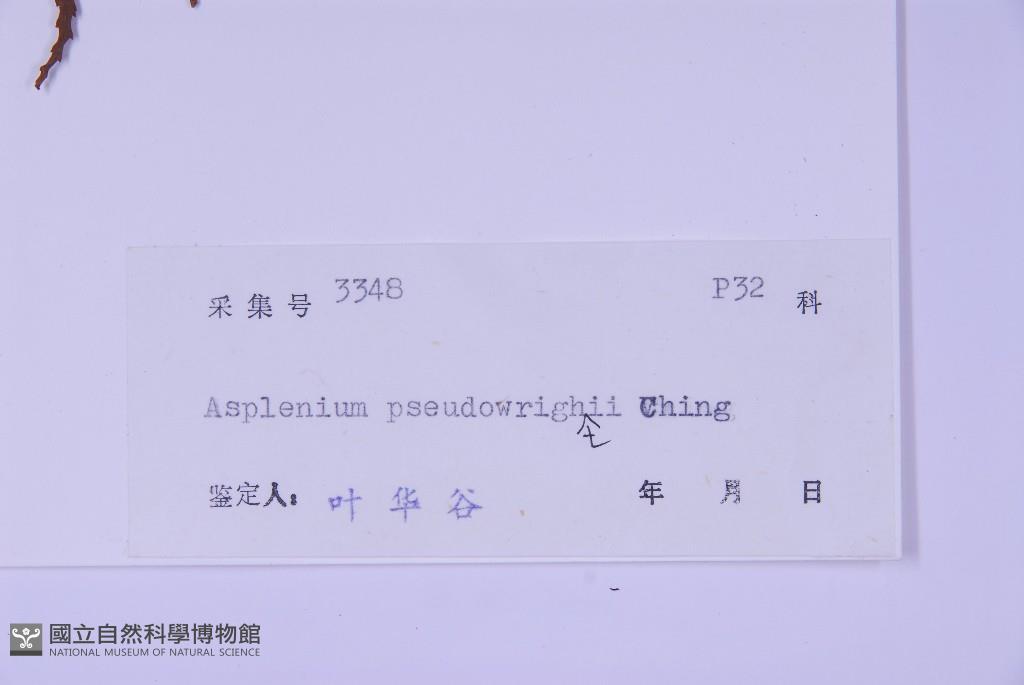 采集号 3348 P32 科
Asplenium pseudowrighii Ching
t
鉴定人: 叶华谷 年 月 日
國立自然科學博物館
NATIONAL MUSEUM OF NATURAL SCIENCE